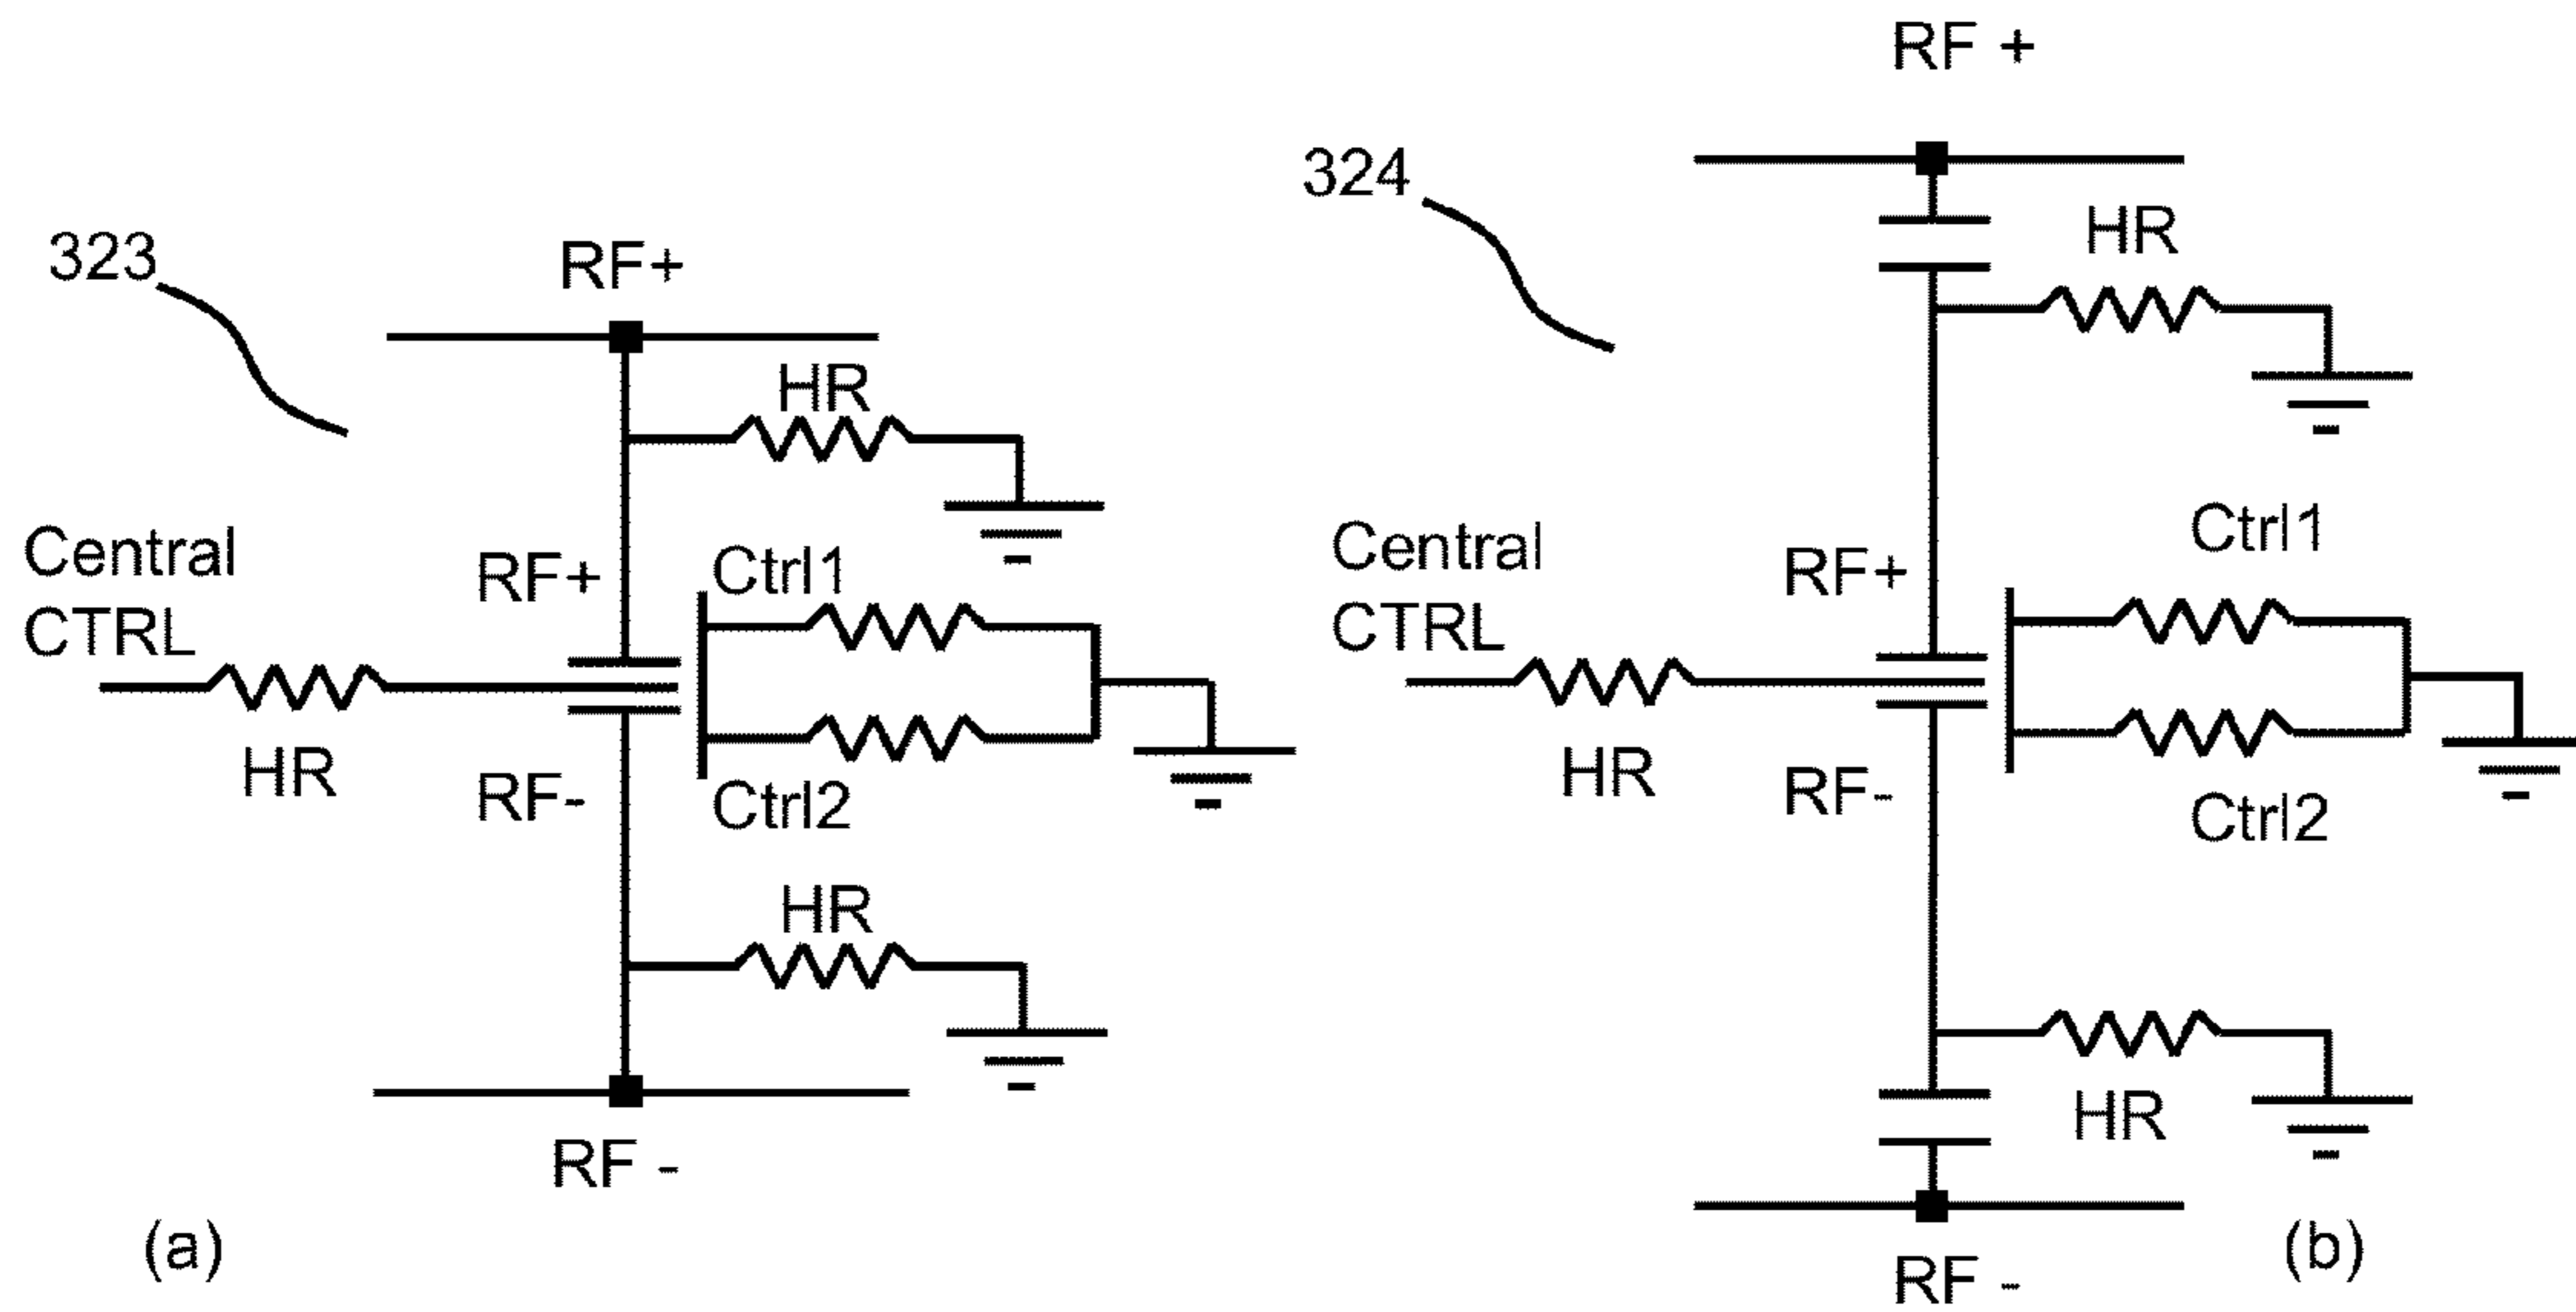 323
RF+
HR
Central
CTRL
RF+
Ctrl1
HR
RF-
Ctrl2
HR
RF -
(a)
324
RF +
HR
Central
CTRL
RF+
Ctrl1
HR
RF-
Ctrl2
HR
RF -
(b)